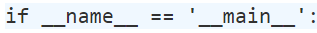 if __name__ == '__main__':